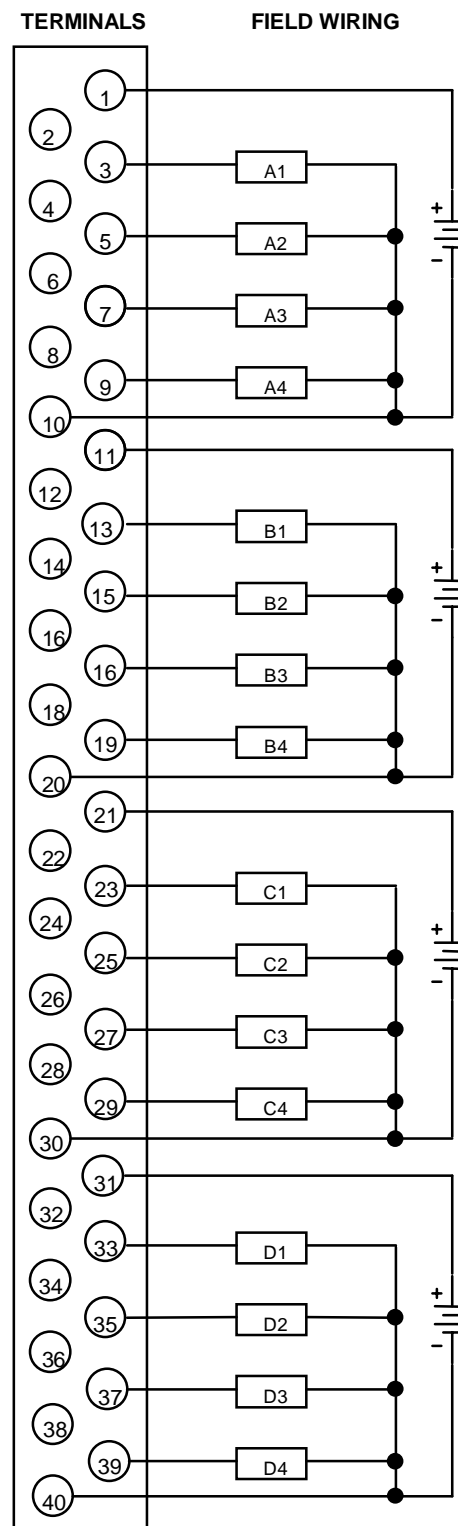 TERMINALS FIELD WIRING
1
2
3 A1
4 +
5 A2
-
6
7 A3
8
9 A4
10
11
12
13 B1
14 +
15 B2
-
16
16 B3
18
19 B4
20
21
22
23 C1
24 +
25 C2
-
26
27 C3
28
29 C4
30
31
32
33 D1
34 +
35 D2
-
36
37 D3
38
39 D4
40